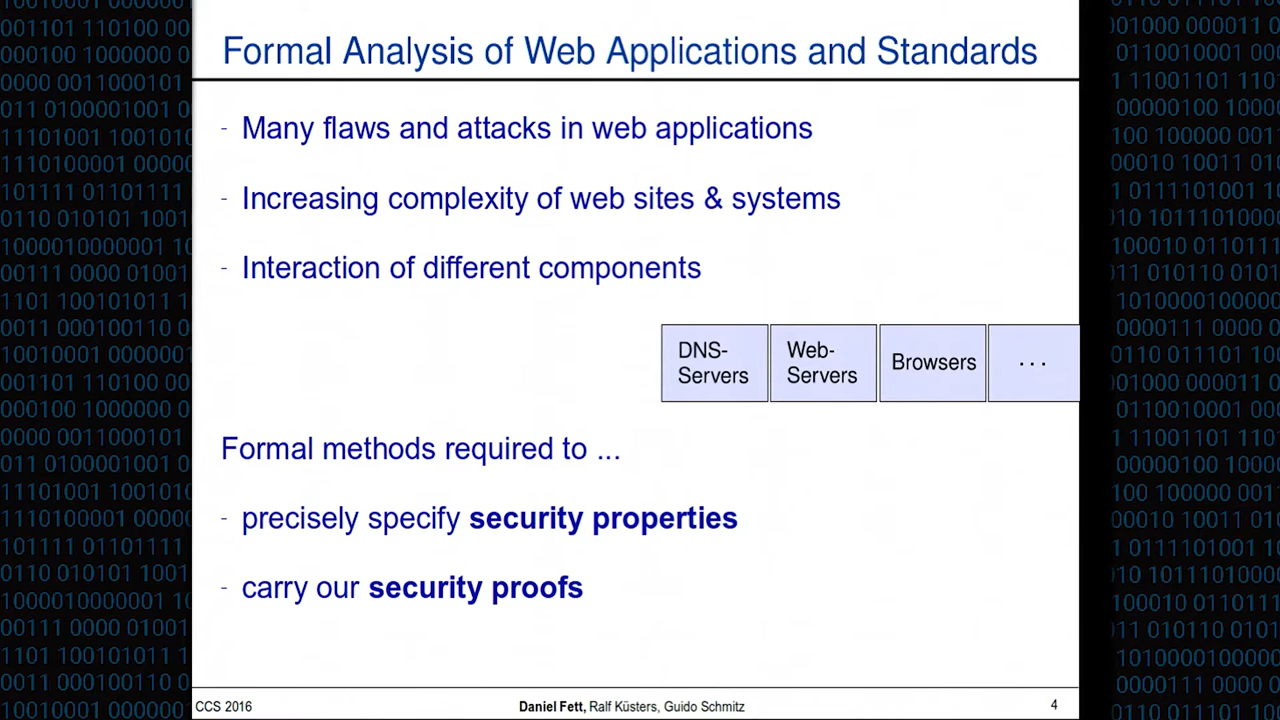 Formal Analysis of Web Applications and Standards
- Many flaws and attacks in web applications
- Increasing complexity of web sites & systems
- Interaction of different components
DNS-
Servers
Web-
Servers
Browsers
. . .
Formal methods required to ...
- precisely specify security properties
- carry our security proofs
CCS 2016
Daniel Fett, Ralf Küsters, Guido Schmitz
4